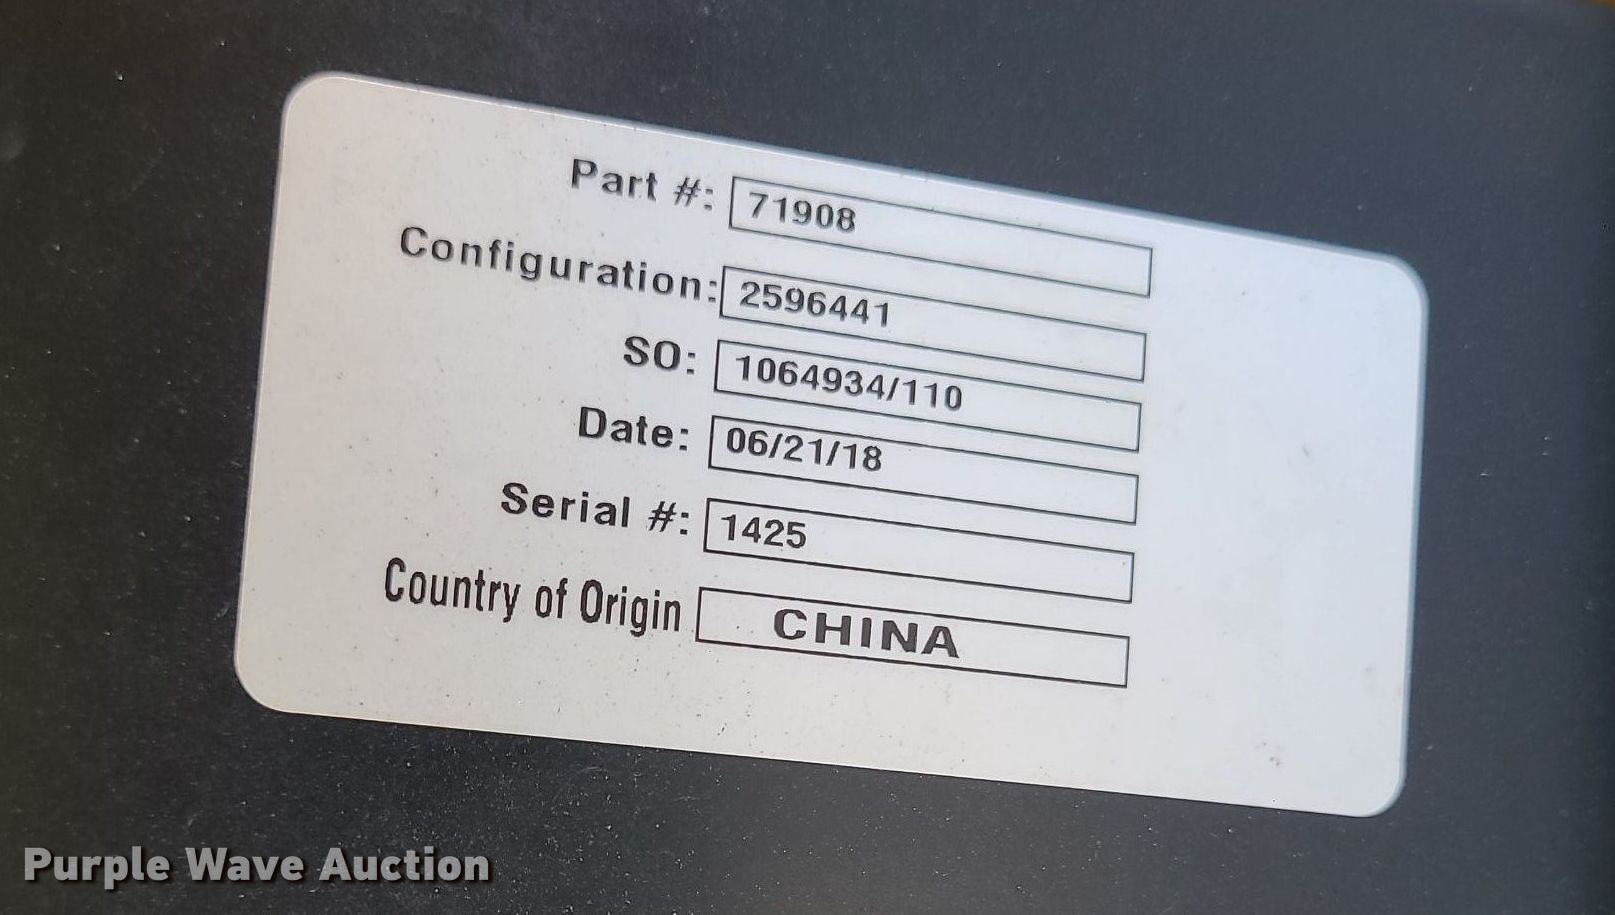 Part #: 71908
Configuration: 2596441
SO: 1064934/110
Date: 06/21/18
Serial #: 1425
Country of Origin CHINA
Purple Wave Auction